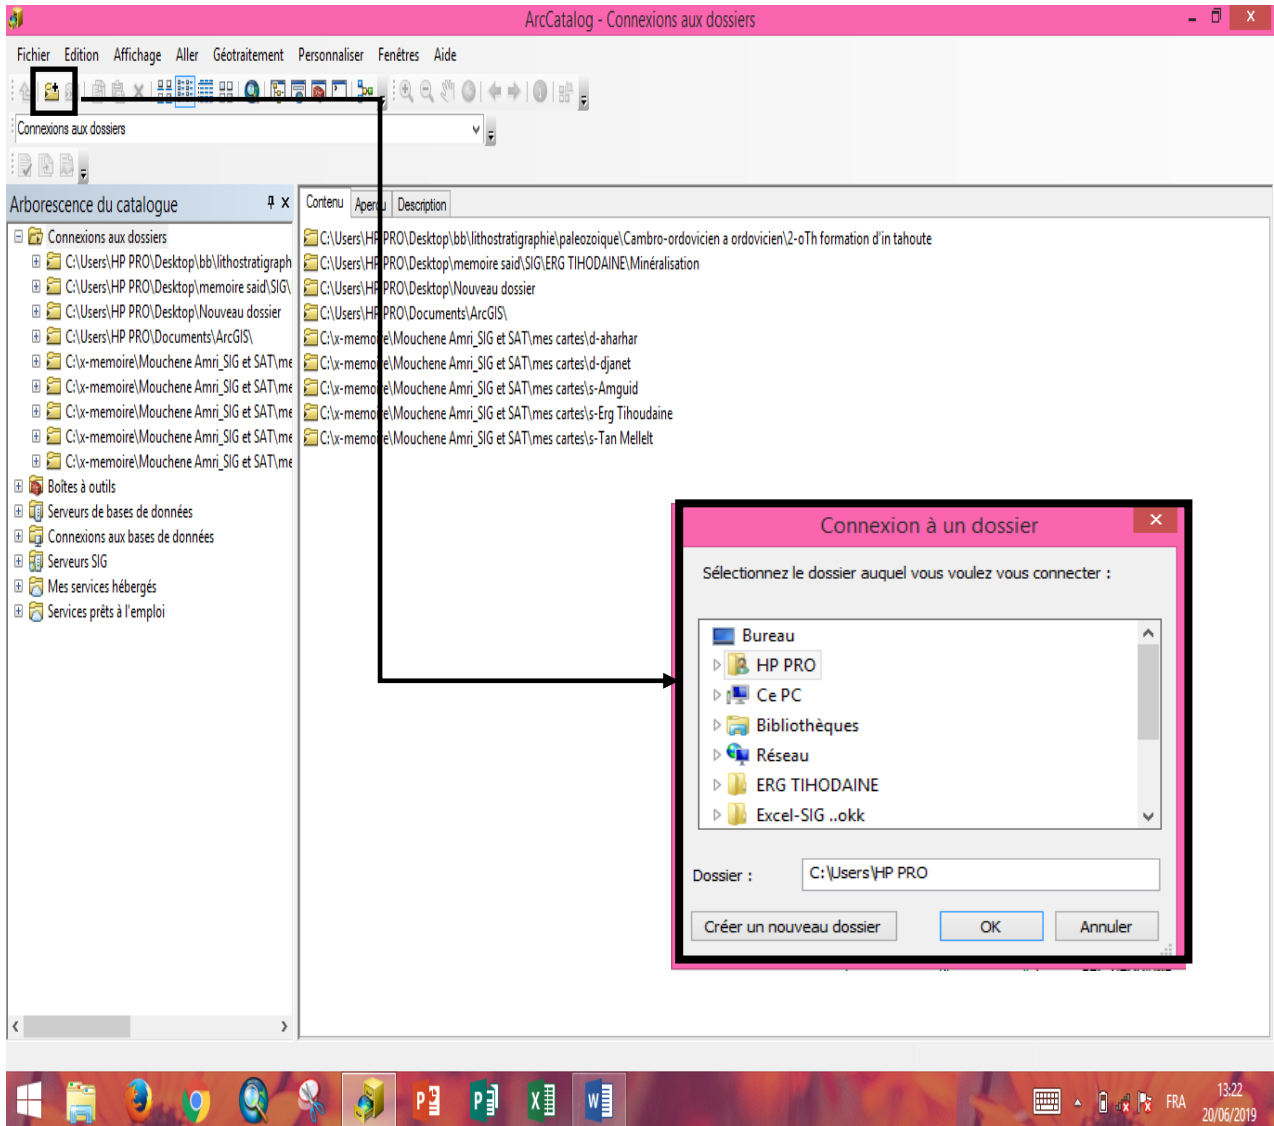 ArcCatalog - Connexions aux dossiers
Fichier Edition Affichage Aller Géotraitement Personnaliser Fenêtres Aide
Connexions aux dossiers
Arborescence du catalogue
Connexions aux dossiers
C:\Users\HP PRO\Desktop\bb\lithostratigraph
C:\Users\HP PRO\Desktop\memoire said\SIG\
C:\Users\HP PRO\Desktop\Nouveau dossier
C:\Users\HP PRO\Documents\ArcGIS\
C:\x-memoire\Mouchene Amri_SIG et SAT\me
C:\x-memoire\Mouchene Amri_SIG et SAT\me
C:\x-memoire\Mouchene Amri_SIG et SAT\me
C:\x-memoire\Mouchene Amri_SIG et SAT\me
C:\x-memoire\Mouchene Amri_SIG et SAT\me
Boîtes à outils
Serveurs de bases de données
Connexions aux bases de données
Serveurs SIG
Mes services hébergés
Services prêts à l'emploi
Contenu Aperçu Description
C:\Users\HP PRO\Desktop\bb\lithostratigraphie\paleozoique\Cambro-ordovicien a ordovicien\2-oTh formation d'in tahoute
C:\Users\HP PRO\Desktop\memoire said\SIG\ERG TIHODAINE\Minéralisation
C:\Users\HP PRO\Desktop\Nouveau dossier
C:\Users\HP PRO\Documents\ArcGIS\
C:\x-memoire\Mouchene Amri_SIG et SAT\mes cartes\d-aharhar
C:\x-memoire\Mouchene Amri_SIG et SAT\mes cartes\d-djanet
C:\x-memoire\Mouchene Amri_SIG et SAT\mes cartes\s-Amguid
C:\x-memoire\Mouchene Amri_SIG et SAT\mes cartes\s-Erg Tihoudaine
C:\x-memoire\Mouchene Amri_SIG et SAT\mes cartes\s-Tan Mellelt
Connexion à un dossier
Sélectionnez le dossier auquel vous voulez vous connecter :
Bureau
HP PRO
Ce PC
Bibliothèques
Réseau
ERG TIHODAINE
Excel-SIG ..okk
Dossier : C:\Users\HP PRO
Créer un nouveau dossier OK Annuler
FRA
13:22
20/06/2019